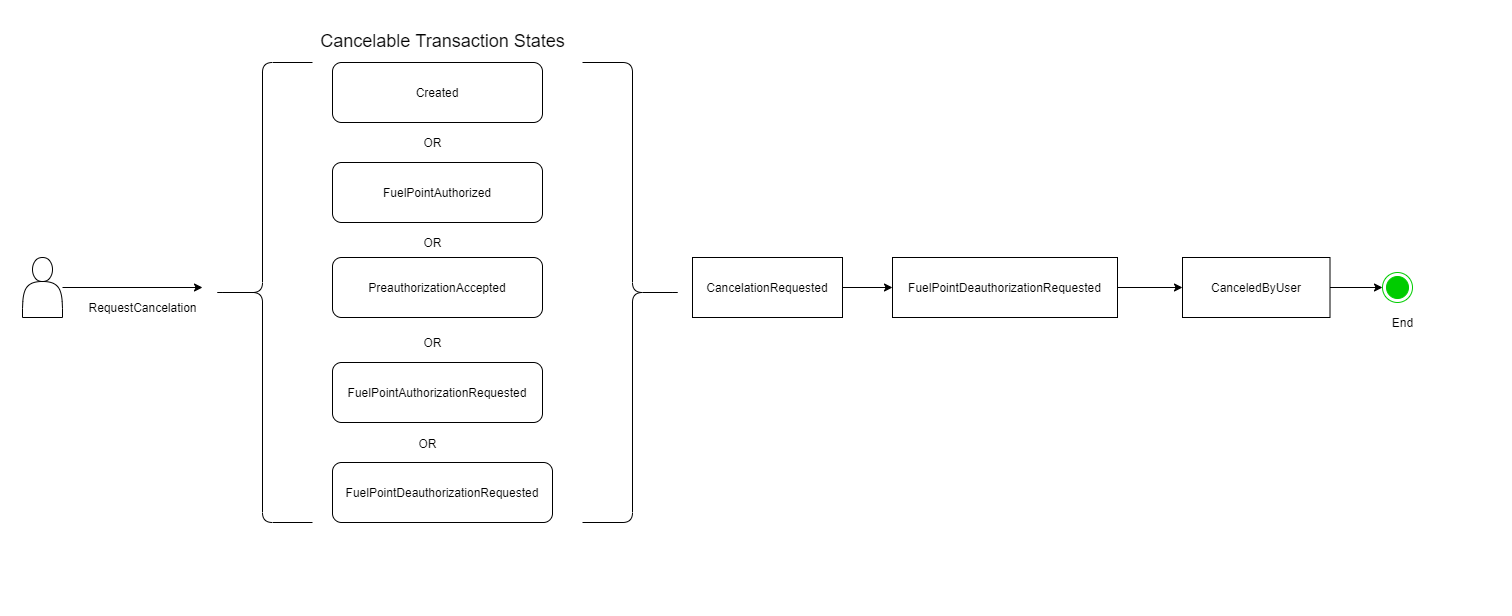 Cancelable Transaction States
Created
OR
FuelPointAuthorized
OR
PreauthorizationAccepted
OR
FuelPointAuthorizationRequested
OR
FuelPointDeauthorizationRequested
RequestCancelation
CancelationRequested
FuelPointDeauthorizationRequested
CanceledByUser
End